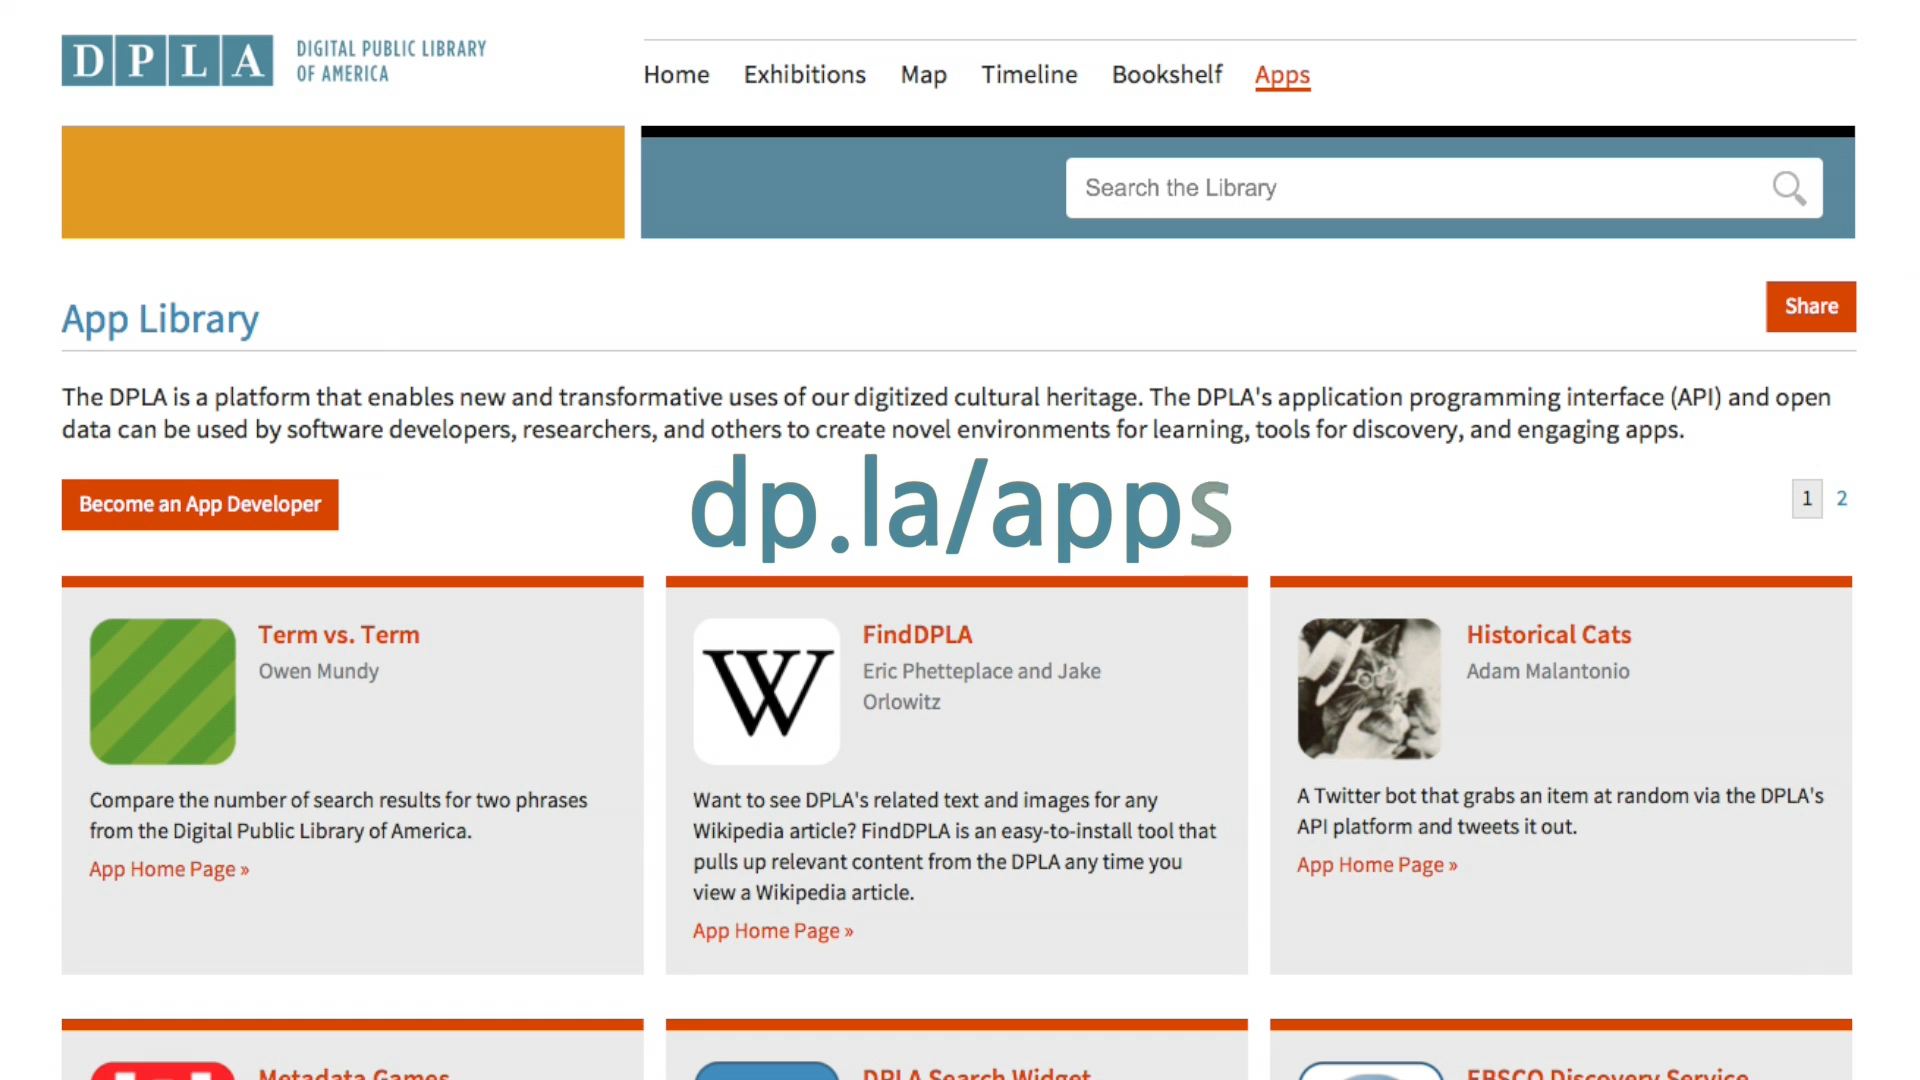 D P L A
DIGITAL PUBLIC LIBRARY
OF AMERICA
Home Exhibitions Map Timeline Bookshelf Apps
Search the Library
App Library
Share
The DPLA is a platform that enables new and transformative uses of our digitized cultural heritage. The DPLA's application programming interface (API) and open
data can be used by software developers, researchers, and others to create novel environments for learning, tools for discovery, and engaging apps.
Become an App Developer
dp.la/apps
1 2
Term vs. Term
Owen Mundy
Compare the number of search results for two phrases
from the Digital Public Library of America.
App Home Page »
W
FindDPLA
Eric Phetteplace and Jake
Orlowitz
Want to see DPLA's related text and images for any
Wikipedia article? FindDPLA is an easy-to-install tool that
pulls up relevant content from the DPLA any time you
view a Wikipedia article.
App Home Page »
Historical Cats
Adam Malantonio
A Twitter bot that grabs an item at random via the DPLA's
API platform and tweets it out.
App Home Page »
Metadata Games
DPLA Search Widget
EBSCO Discovery Service